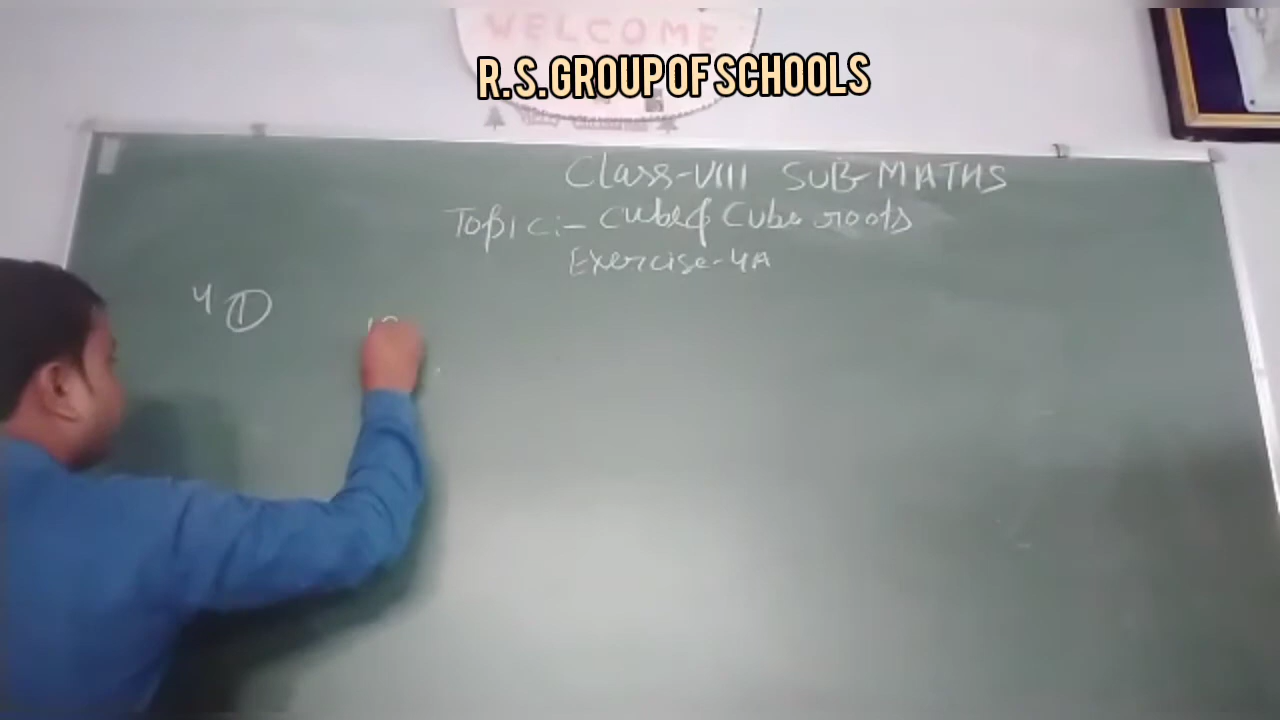 WELCOME
R. S. GROUP OF SCHOOLS
Class-VIII SUB-MATHS
Topic:- Cube & Cube roots
Exercise-4A
4 ①